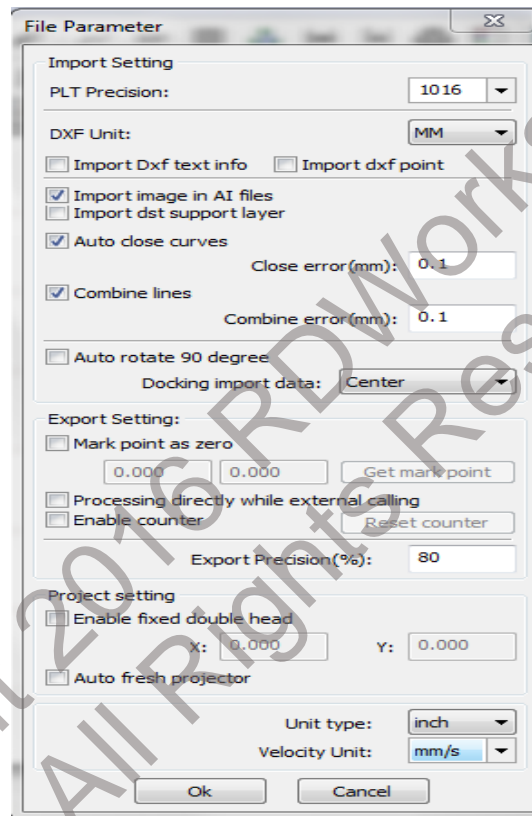 File Parameter
Import Setting
PLT Precision: 1016
DXF Unit: MM
Import Dxf text info Import dxf point
Import image in AI files
Import dst support layer
Auto close curves
Close error(mm): 0.1
Combine lines
Combine error(mm): 0.1
Auto rotate 90 degree
Docking import data: Center
Export Setting:
Mark point as zero
0.000 0.000 Get mark point
Processing directly while external calling
Enable counter Reset counter
Export Precision(%): 80
Project setting
Enable fixed double head
X: 0.000 Y: 0.000
Auto fresh projector
Unit type: inch
Velocity Unit: mm/s
Ok Cancel
2016 RDWork
All Rights Res